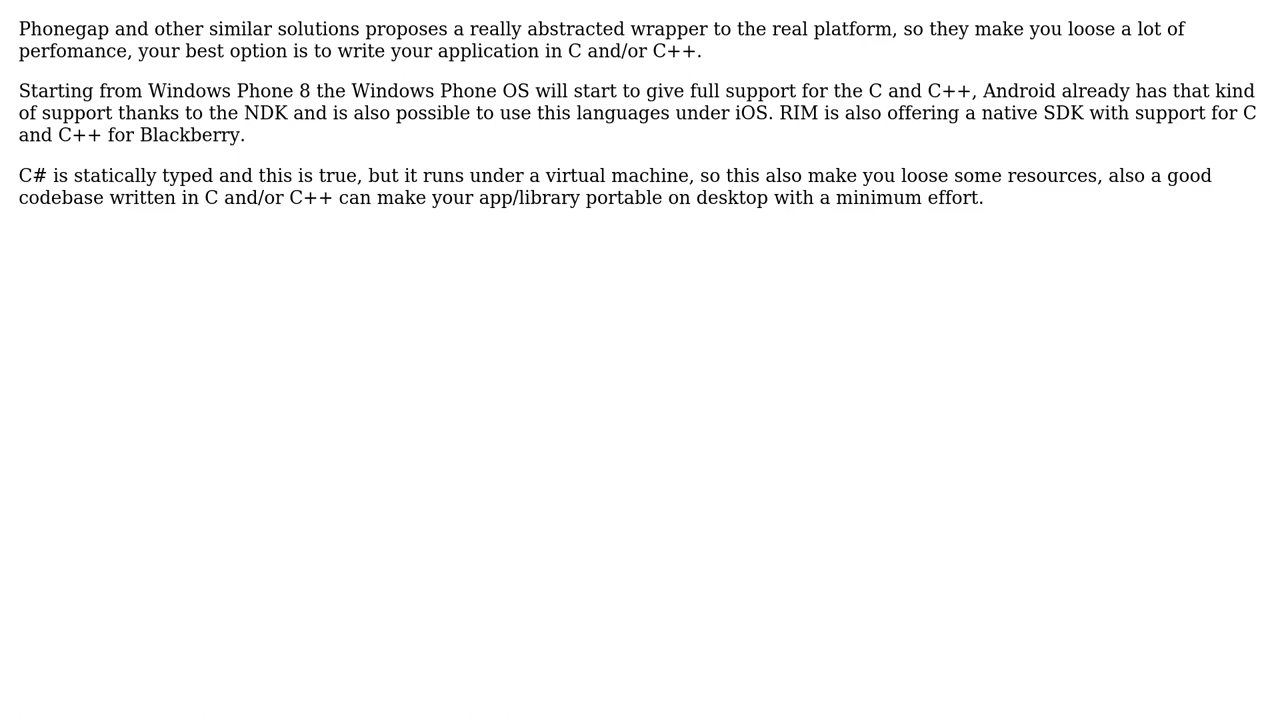 Phonegap and other similar solutions proposes a really abstracted wrapper to the real platform, so they make you loose a lot of
perfomance, your best option is to write your application in C and/or C++.
Starting from Windows Phone 8 the Windows Phone OS will start to give full support for the C and C++, Android already has that kind
of support thanks to the NDK and is also possible to use this languages under iOS. RIM is also offering a native SDK with support for C
and C++ for Blackberry.
C# is statically typed and this is true, but it runs under a virtual machine, so this also make you loose some resources, also a good
codebase written in C and/or C++ can make your app/library portable on desktop with a minimum effort.